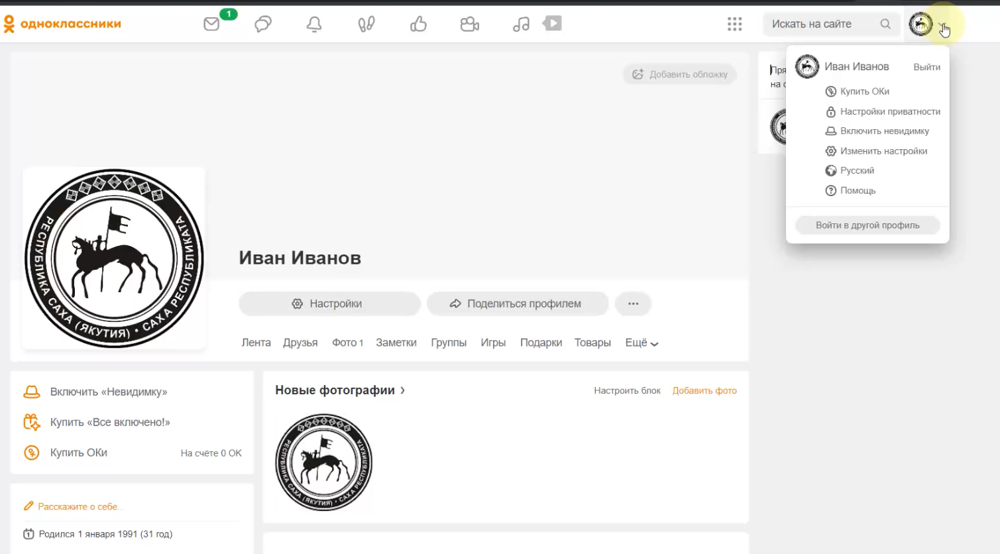 одноклассники
1
Искать на сайте
Добавить обложку
на с
Иван Иванов
Выйти
Купить ОКи
Настройки приватности
Включить невидимку
Изменить настройки
Русский
Помощь
Войти в другой профиль
РЕСПУБЛИКА САХА (ЯКУТИЯ) • САХА РЕСПУБЛИКАТА
Иван Иванов
Настройки
Поделиться профилем
...
Лента Друзья Фото 1 Заметки Группы Игры Подарки Товары Ещё
Включить «Невидимку»
Купить «Все включено!»
Купить ОКи На счёте 0 ОК
Новые фотографии ›
Настроить блок Добавить фото
РЕСПУБЛИКА САХА (ЯКУТИЯ) • САХА РЕСПУБЛИКАТА
Расскажите о себе...
Родился 1 января 1991 (31 год)